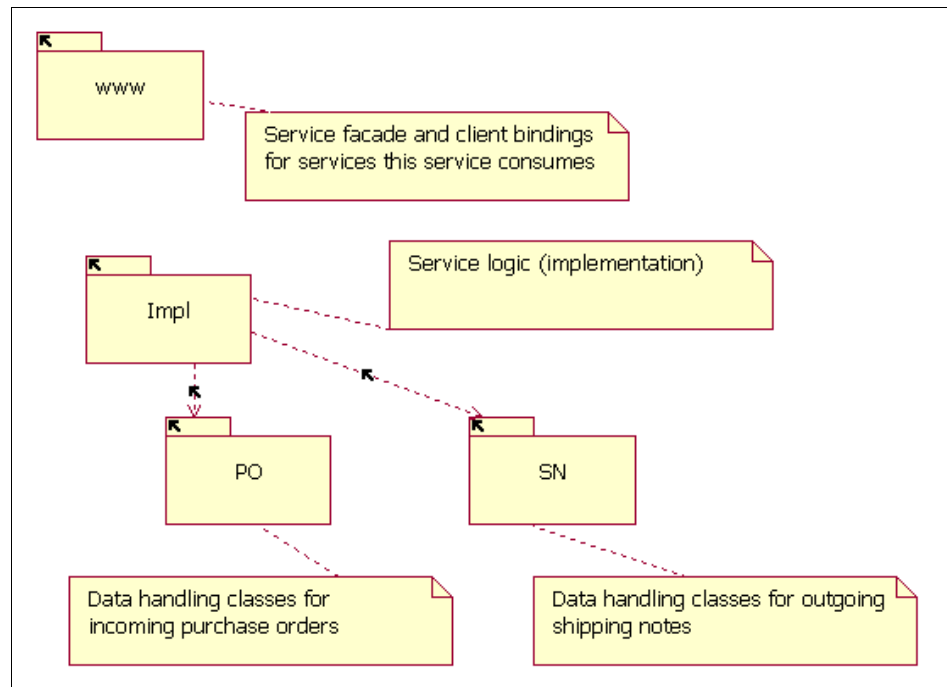 www
Service facade and client bindings
for services this service consumes
Service logic (implementation)
Impl
PO
SN
Data handling classes for
incoming purchase orders
Data handling classes for outgoing
shipping notes